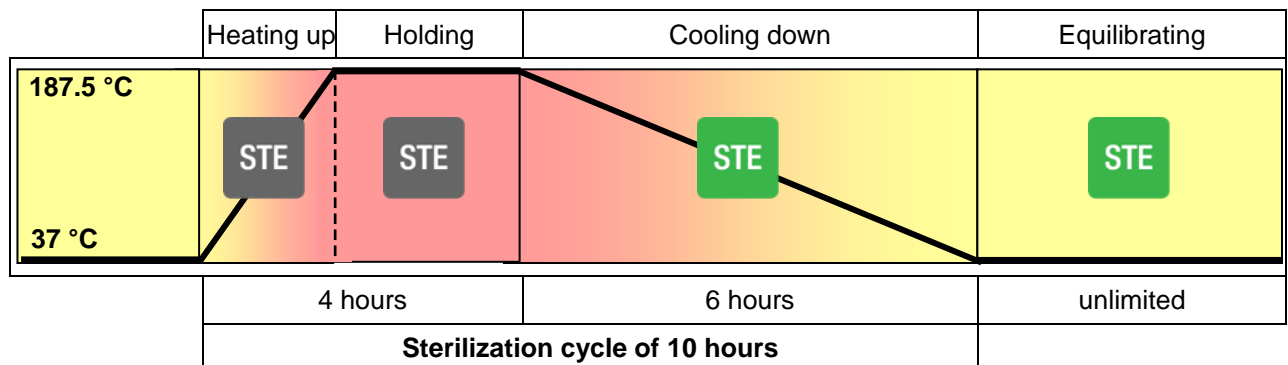 Heating up Holding Cooling down Equilibrating
187.5 °C
STE STE STE STE
37 °C
4 hours 6 hours unlimited
Sterilization cycle of 10 hours